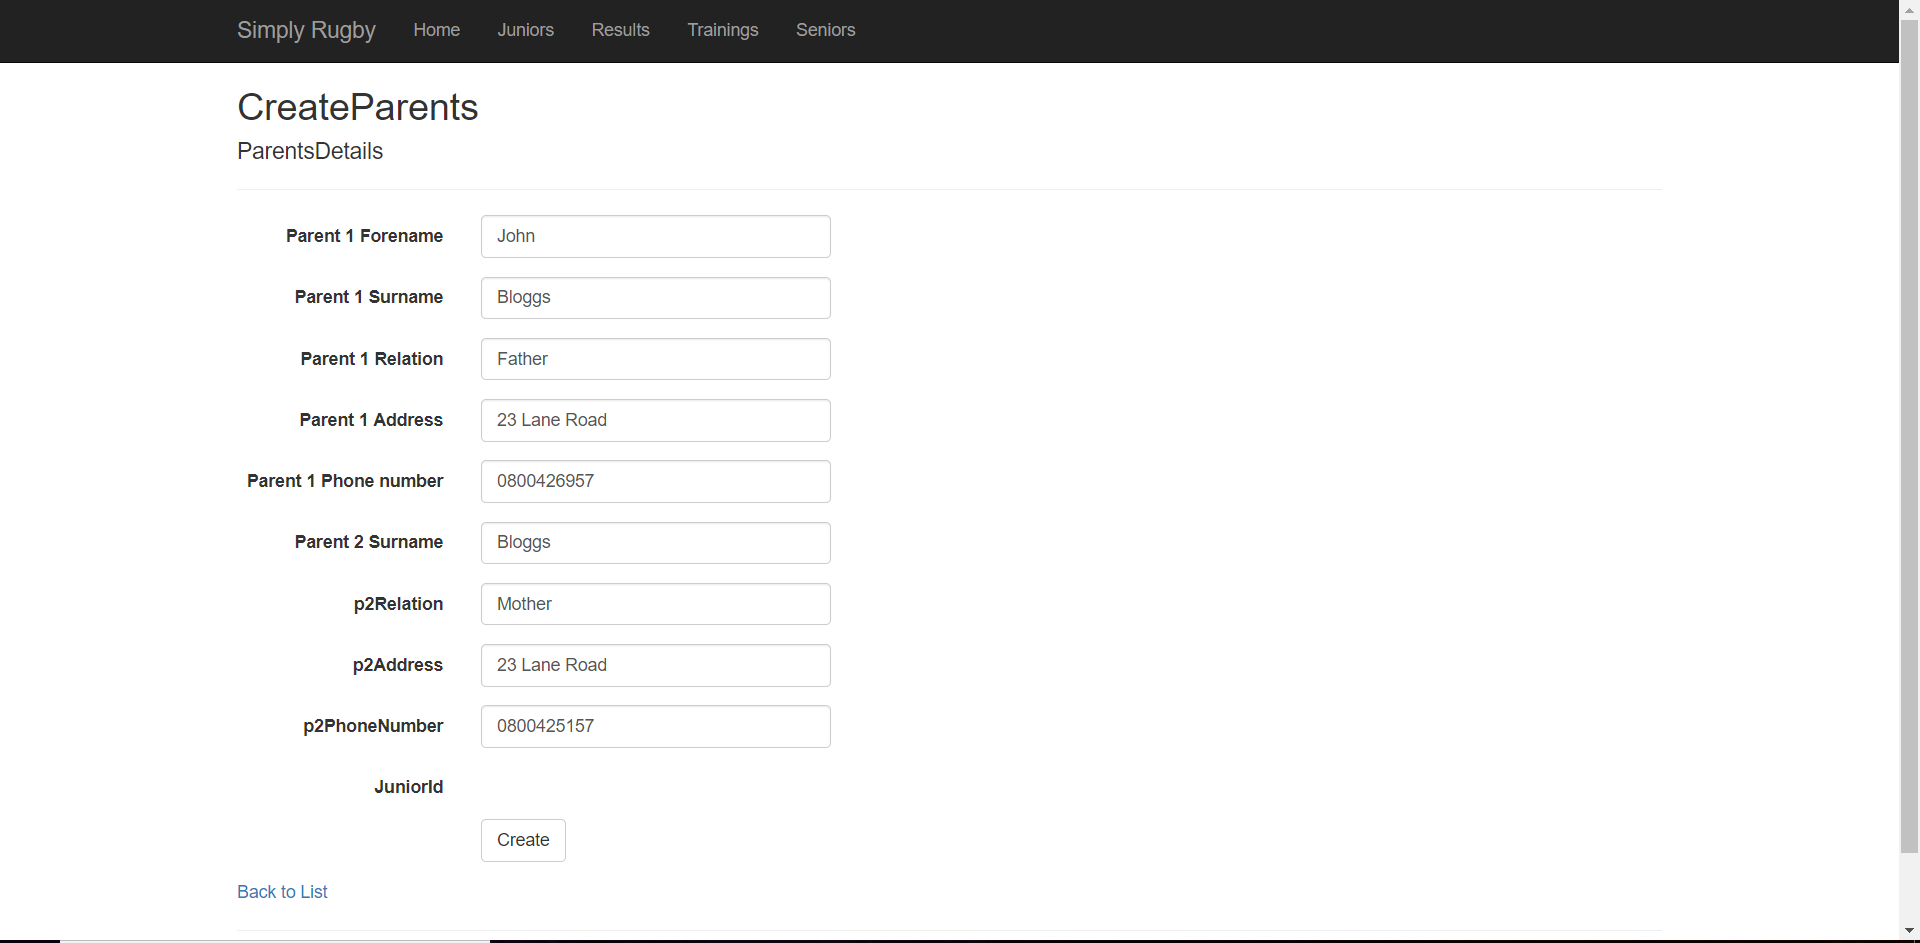 Simply Rugby Home Juniors Results Trainings Seniors
CreateParents
ParentsDetails
Parent 1 Forename John
Parent 1 Surname Bloggs
Parent 1 Relation Father
Parent 1 Address 23 Lane Road
Parent 1 Phone number 0800426957
Parent 2 Surname Bloggs
p2Relation Mother
p2Address 23 Lane Road
p2PhoneNumber 0800425157
JuniorId
Create
Back to List